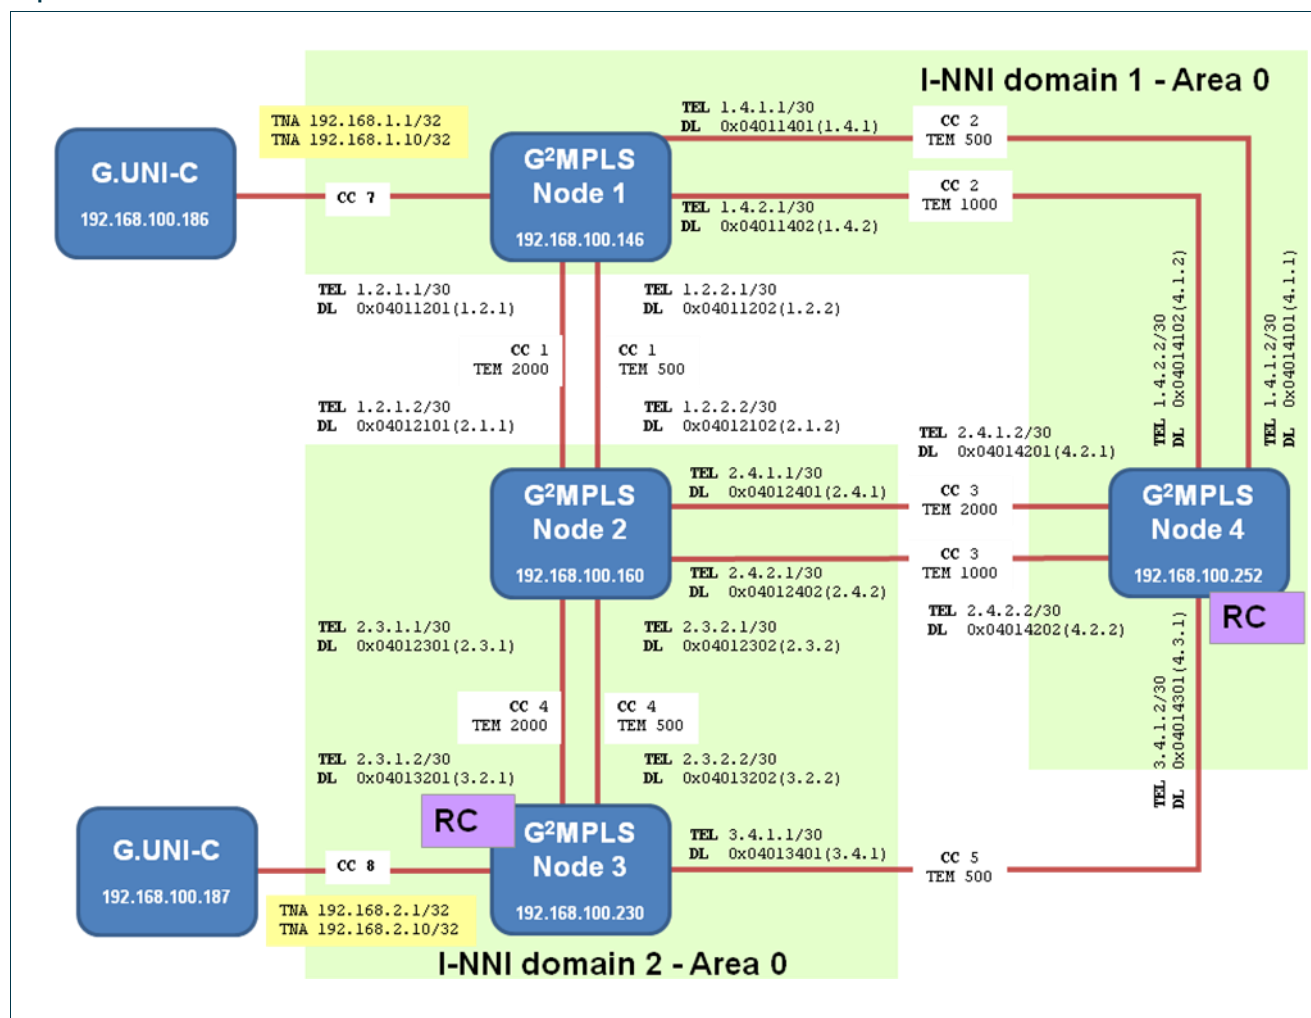 I-NNI domain 1 - Area 0
TNA 192.168.1.1/32
TNA 192.168.1.10/32
G.UNI-C
192.168.100.186
CC 7
G²MPLS
Node 1
192.168.100.146
TEL 1.4.1.1/30
DL 0x04011401(1.4.1)
CC 2
TEM 500
TEL 1.4.2.1/30
DL 0x04011402(1.4.2)
CC 2
TEM 1000
TEL 1.2.1.1/30
DL 0x04011201(1.2.1)
TEL 1.2.2.1/30
DL 0x04011202(1.2.2)
CC 1
TEM 2000
CC 1
TEM 500
TEL 1.2.1.2/30
DL 0x04012101(2.1.1)
TEL 1.2.2.2/30
DL 0x04012102(2.1.2)
TEL 1.4.2.2/30
DL 0x04014102(4.1.2)
TEL 1.4.1.2/30
DL 0x04014101(4.1.1)
TEL 2.4.1.2/30
DL 0x04014201(4.2.1)
G²MPLS
Node 2
192.168.100.160
TEL 2.4.1.1/30
DL 0x04012401(2.4.1)
CC 3
TEM 2000
CC 3
TEM 1000
TEL 2.4.2.1/30
DL 0x04012402(2.4.2)
G²MPLS
Node 4
192.168.100.252
RC
TEL 2.4.2.2/30
DL 0x04014202(4.2.2)
TEL 2.3.1.1/30
DL 0x04012301(2.3.1)
TEL 2.3.2.1/30
DL 0x04012302(2.3.2)
CC 4
TEM 2000
CC 4
TEM 500
TEL 3.4.1.2/30
DL 0x04014301(4.3.1)
TEL 2.3.1.2/30
DL 0x04013201(3.2.1)
TEL 2.3.2.2/30
DL 0x04013202(3.2.2)
RC
G²MPLS
Node 3
192.168.100.230
TEL 3.4.1.1/30
DL 0x04013401(3.4.1)
CC 5
TEM 500
G.UNI-C
192.168.100.187
CC 8
TNA 192.168.2.1/32
TNA 192.168.2.10/32
I-NNI domain 2 - Area 0